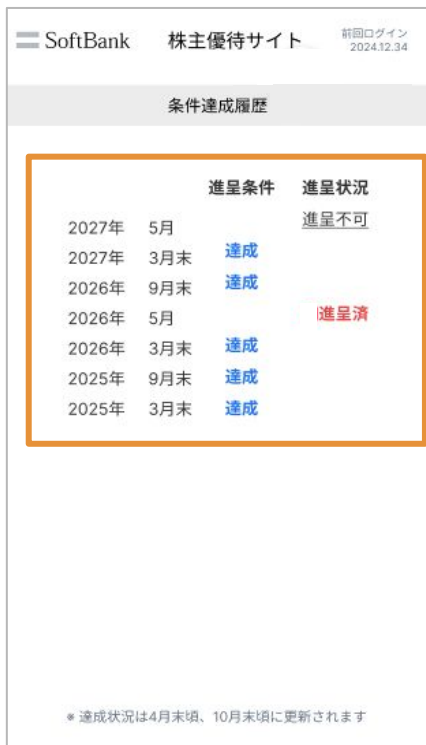 SoftBank 株主優待サイト 前回ログイン
2024.12.34
条件達成履歴
進呈条件 進呈状況
2027年 5月 進呈不可
2027年 3月末 達成
2026年 9月末 達成
2026年 5月 進呈済
2026年 3月末 達成
2025年 9月末 達成
2025年 3月末 達成
※ 達成状況は4月末頃、10月末頃に更新されます